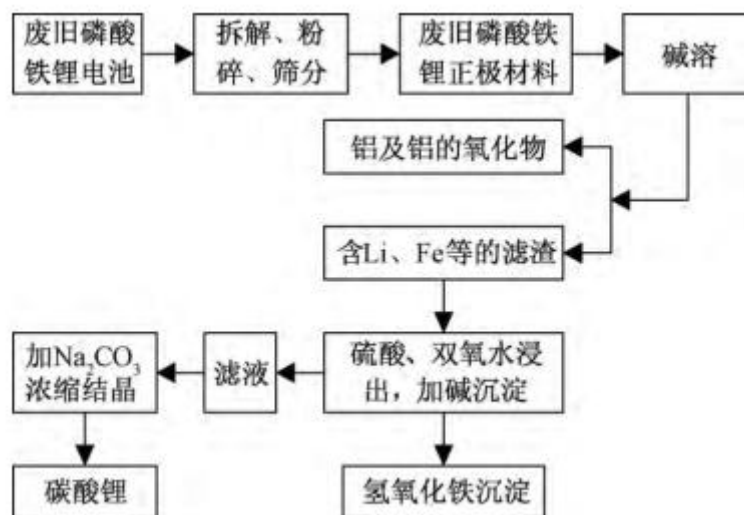 废旧磷酸
铁锂电池
拆解、粉
碎、筛分
废旧磷酸铁
锂正极材料
碱溶
铝及铝的氧化物
含Li、Fe等的滤渣
加Na₂CO₃
浓缩结晶
滤液
硫酸、双氧水浸
出，加碱沉淀
碳酸锂
氢氧化铁沉淀